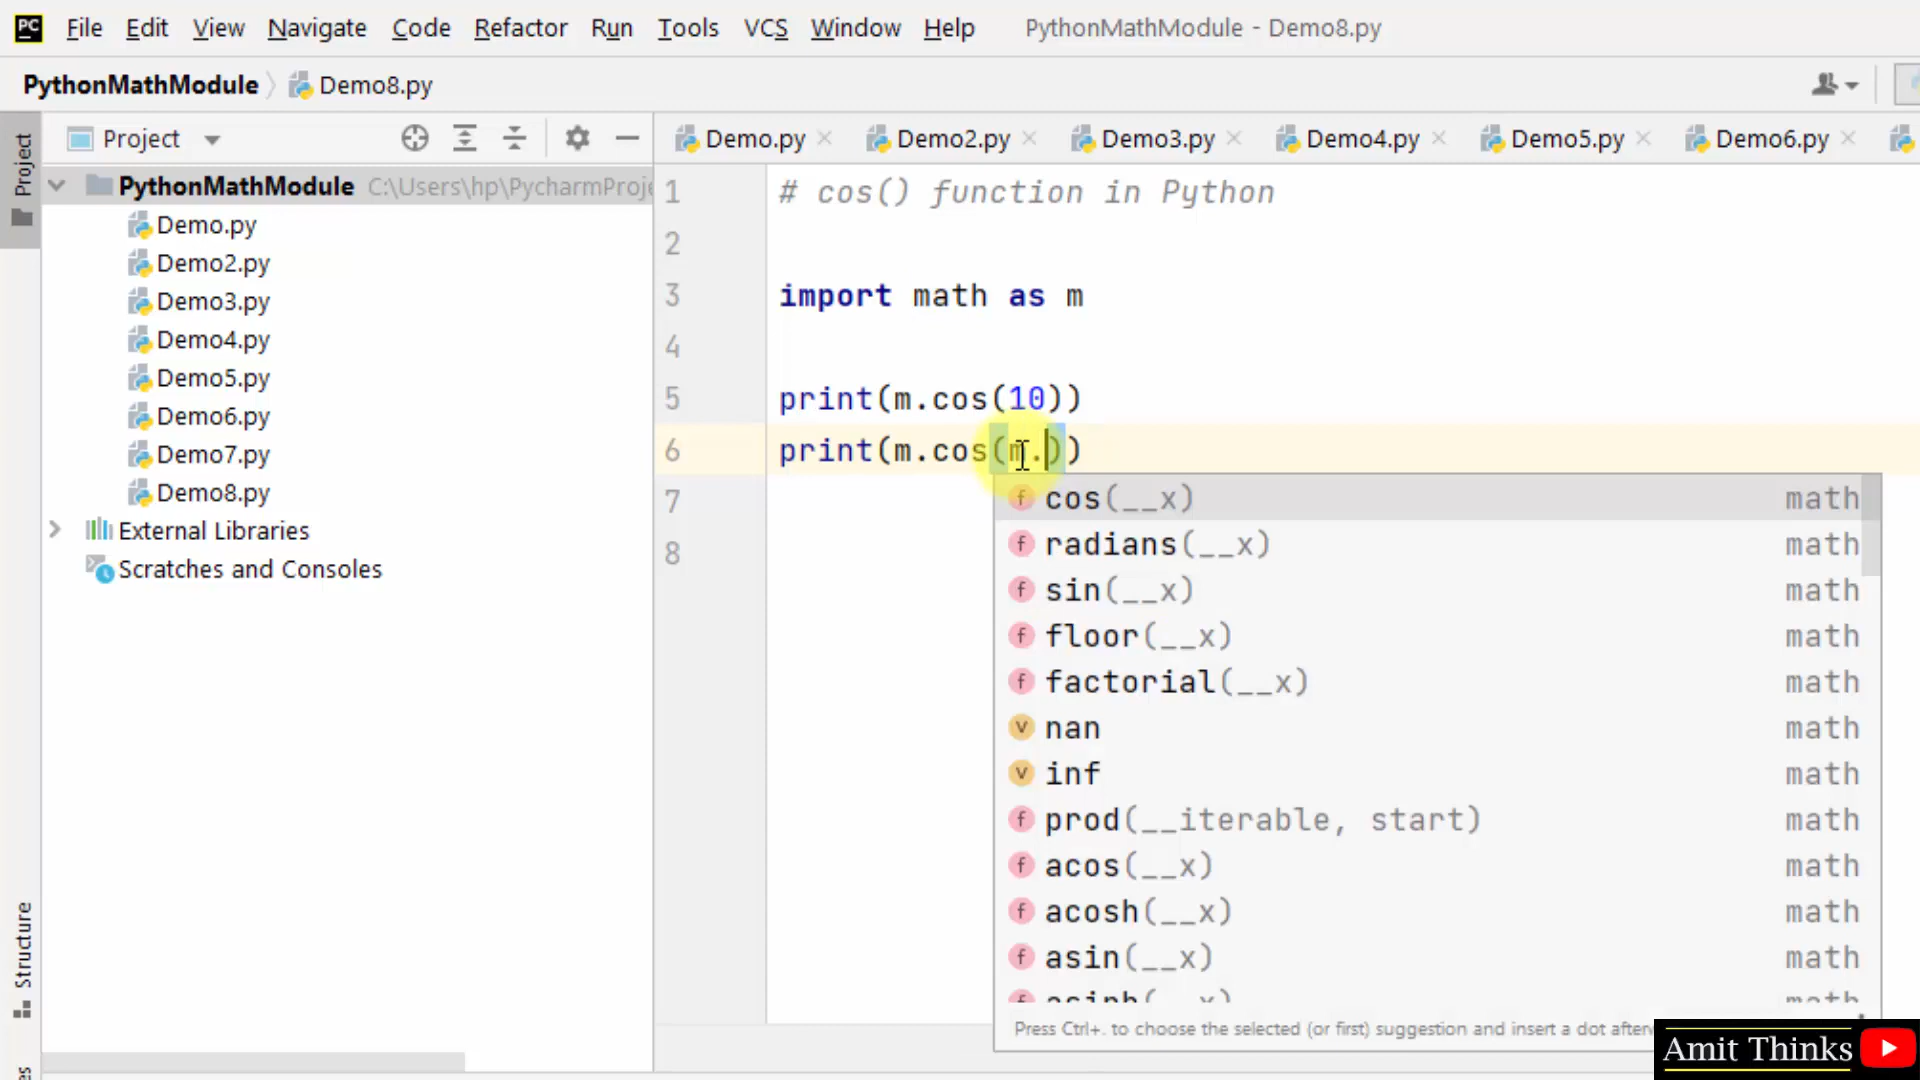 PC File Edit View Navigate Code Refactor Run Tools VCS Window Help PythonMathModule - Demo8.py
PythonMathModule Demo8.py
Project
Project
Demo.py Demo2.py Demo3.py Demo4.py Demo5.py Demo6.py
PythonMathModule C:\Users\hp\PycharmProje
Demo.py
Demo2.py
Demo3.py
Demo4.py
Demo5.py
Demo6.py
Demo7.py
Demo8.py
External Libraries
Scratches and Consoles
Structure
1 # cos() function in Python
2
3 import math as m
4
5 print(m.cos(10))
6 print(m.cos(m.))
7
8
f cos(__x) math
f radians(__x) math
f sin(__x) math
f floor(__x) math
f factorial(__x) math
v nan math
v inf math
f prod(__iterable, start) math
f acos(__x) math
f acosh(__x) math
f asin(__x) math
f asinh(__x) math
Press Ctrl+. to choose the selected (or first) suggestion and insert a dot afterw
Amit Thinks